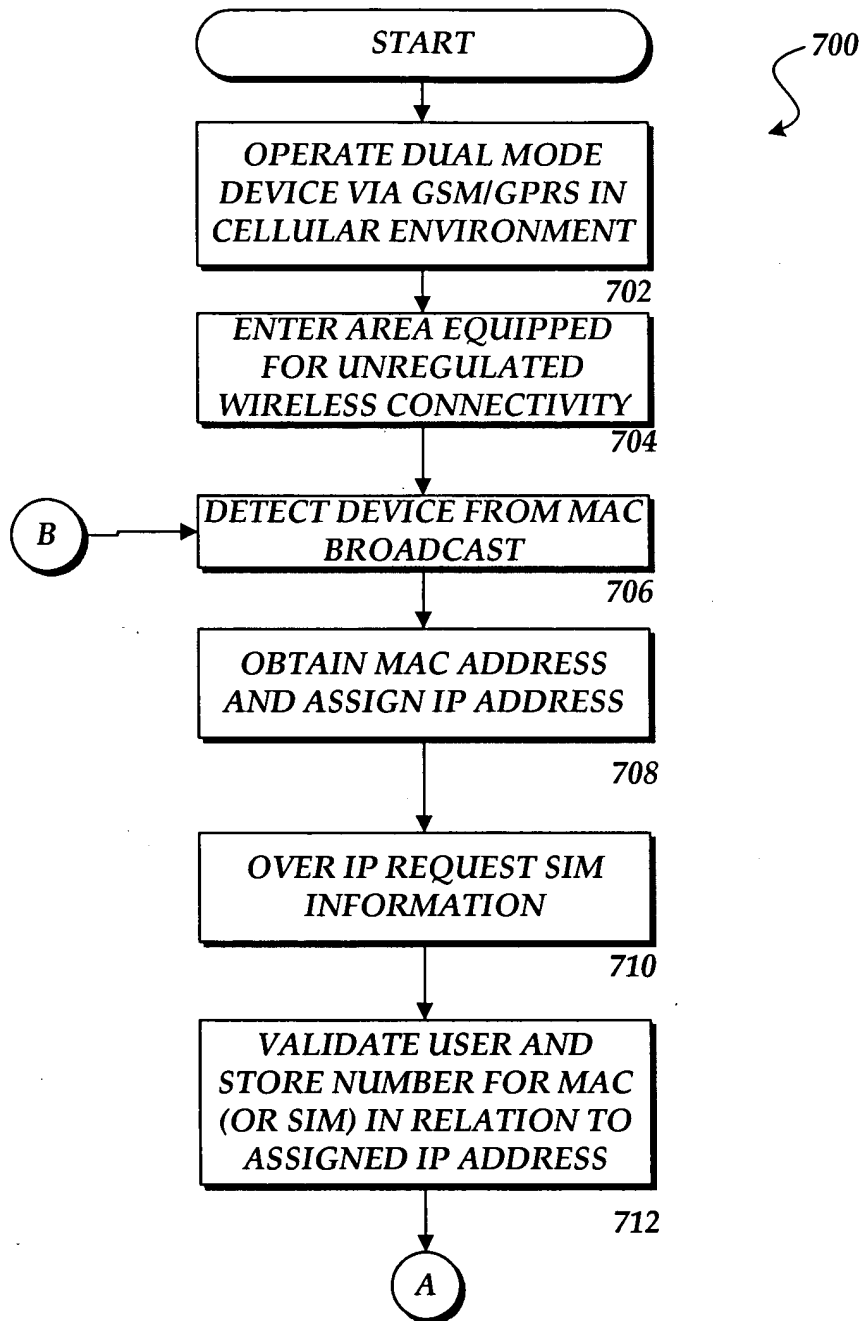 START
700
OPERATE DUAL MODE
DEVICE VIA GSM/GPRS IN
CELLULAR ENVIRONMENT
702
ENTER AREA EQUIPPED
FOR UNREGULATED
WIRELESS CONNECTIVITY
704
B
DETECT DEVICE FROM MAC
BROADCAST
706
OBTAIN MAC ADDRESS
AND ASSIGN IP ADDRESS
708
OVER IP REQUEST SIM
INFORMATION
710
VALIDATE USER AND
STORE NUMBER FOR MAC
(OR SIM) IN RELATION TO
ASSIGNED IP ADDRESS
712
A